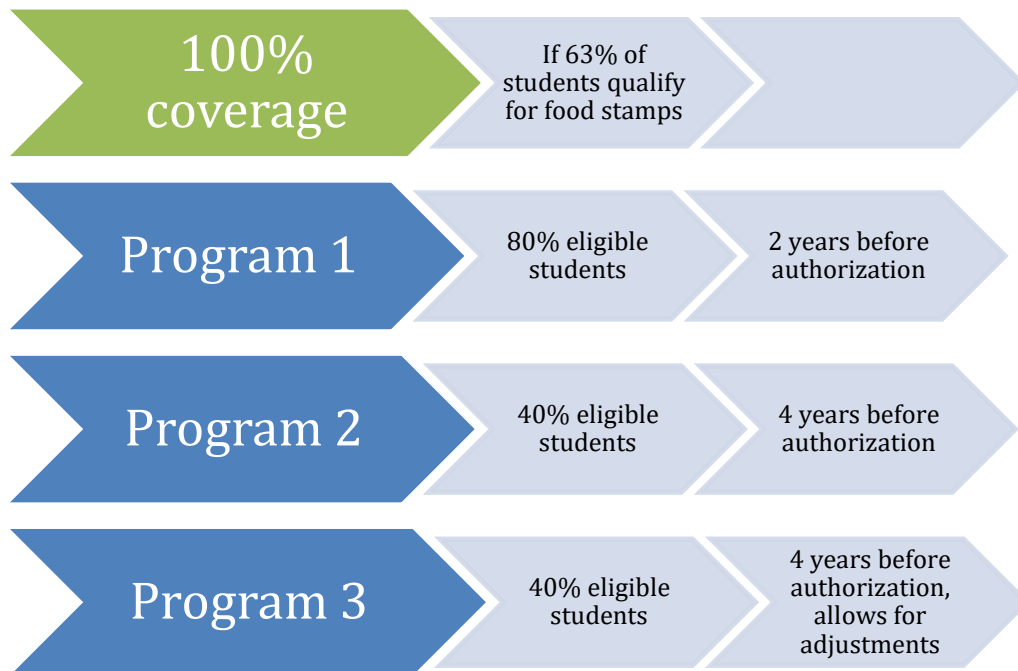 100%
coverage
If 63% of
students qualify
for food stamps
Program 1
80% eligible
students
2 years before
authorization
Program 2
40% eligible
students
4 years before
authorization
Program 3
40% eligible
students
4 years before
authorization,
allows for
adjustments